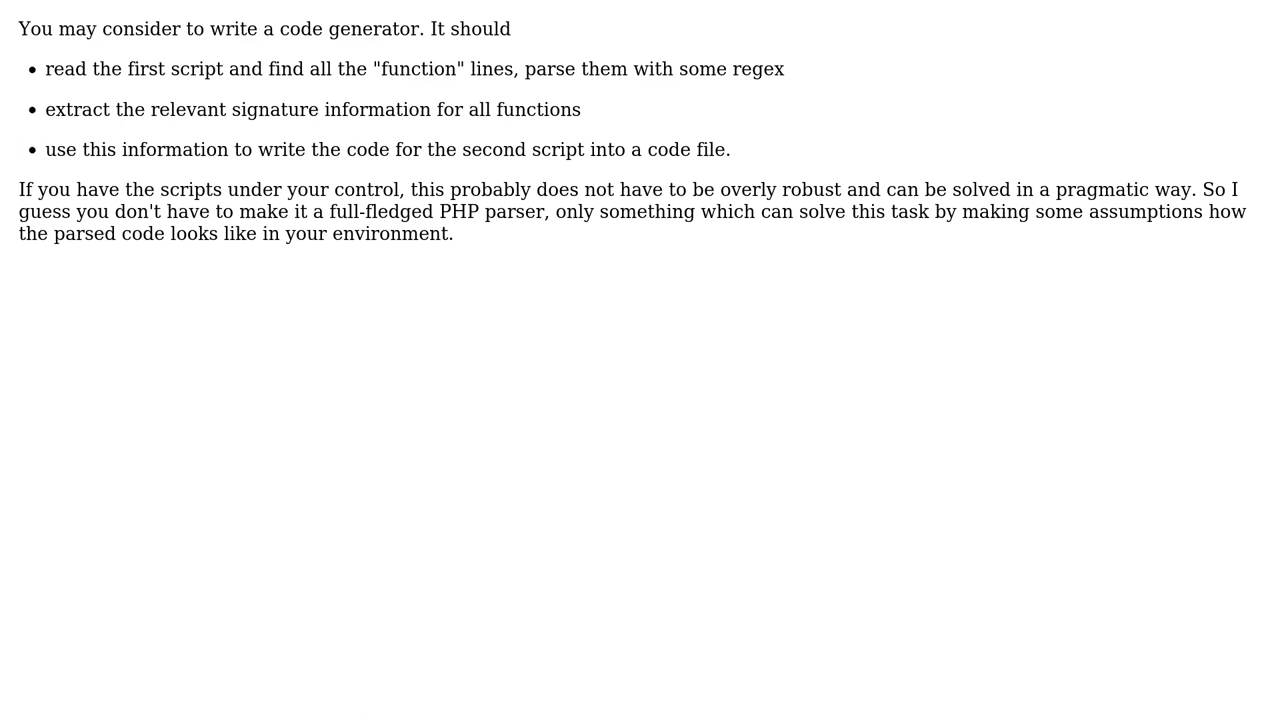 You may consider to write a code generator. It should
• read the first script and find all the "function" lines, parse them with some regex
• extract the relevant signature information for all functions
• use this information to write the code for the second script into a code file.
If you have the scripts under your control, this probably does not have to be overly robust and can be solved in a pragmatic way. So I
guess you don't have to make it a full-fledged PHP parser, only something which can solve this task by making some assumptions how
the parsed code looks like in your environment.